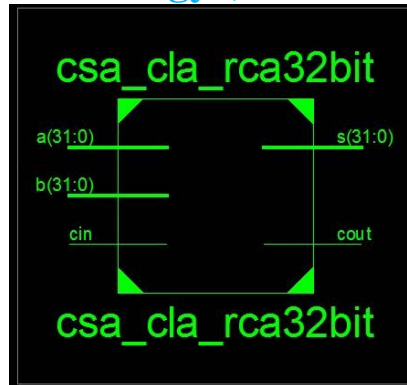 csa_cla_rca32bit
a(31:0)
s(31:0)
b(31:0)
cin
cout
csa_cla_rca32bit